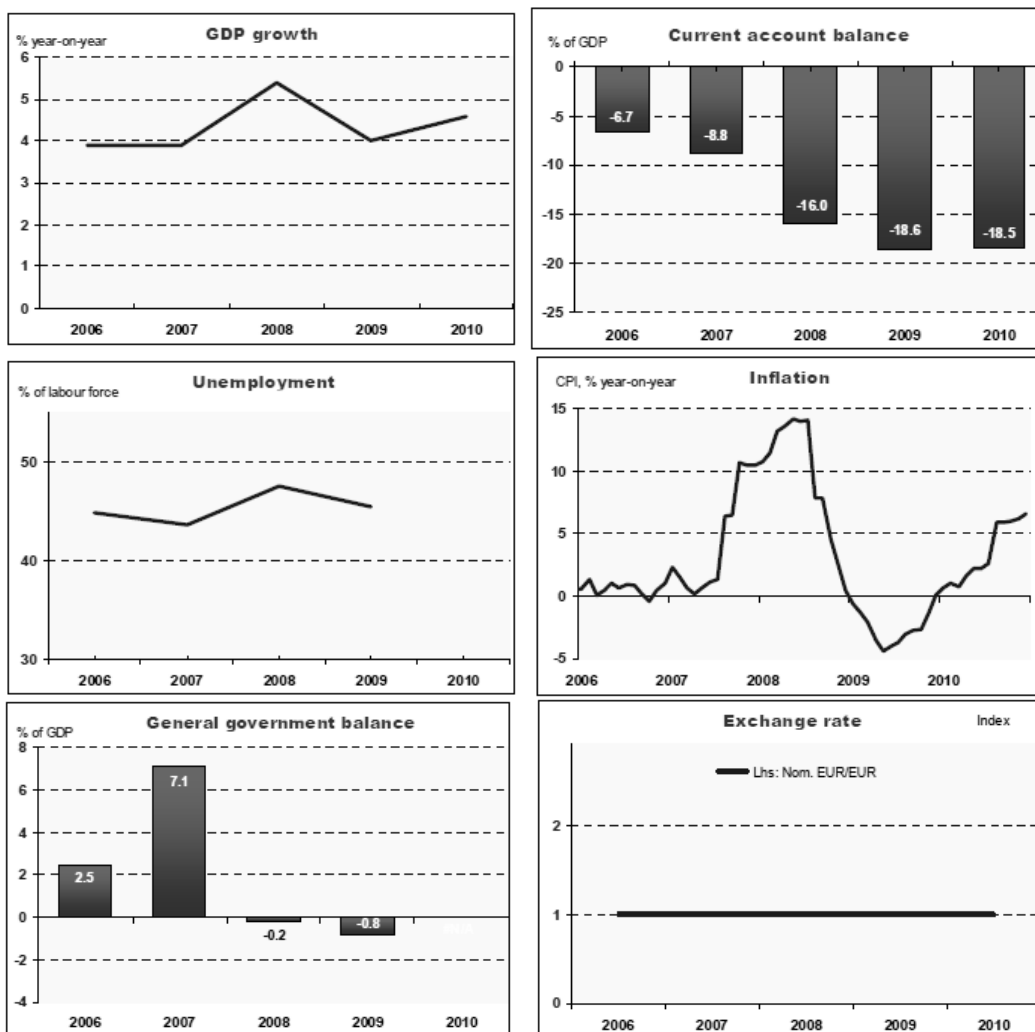 GDP growth
% year-on-year
6
5
4
3
2
1
0
2006 2007 2008 2009 2010
Current account balance
% of GDP
0
-5
-10
-15
-20
-25
-6.7
-8.8
-16.0
-18.6
-18.5
2006 2007 2008 2009 2010
Unemployment
% of labour force
50
40
30
2006 2007 2008 2009 2010
Inflation
CPI, % year-on-year
15
10
5
0
-5
2006 2007 2008 2009 2010
General government balance
% of GDP
8
6
4
2
0
-2
-4
2.5
7.1
-0.2
-0.8
2006 2007 2008 2009 2010
Exchange rate
Index
Lhs: Nom. EUR/EUR
2
1
0
2006 2007 2008 2009 2010